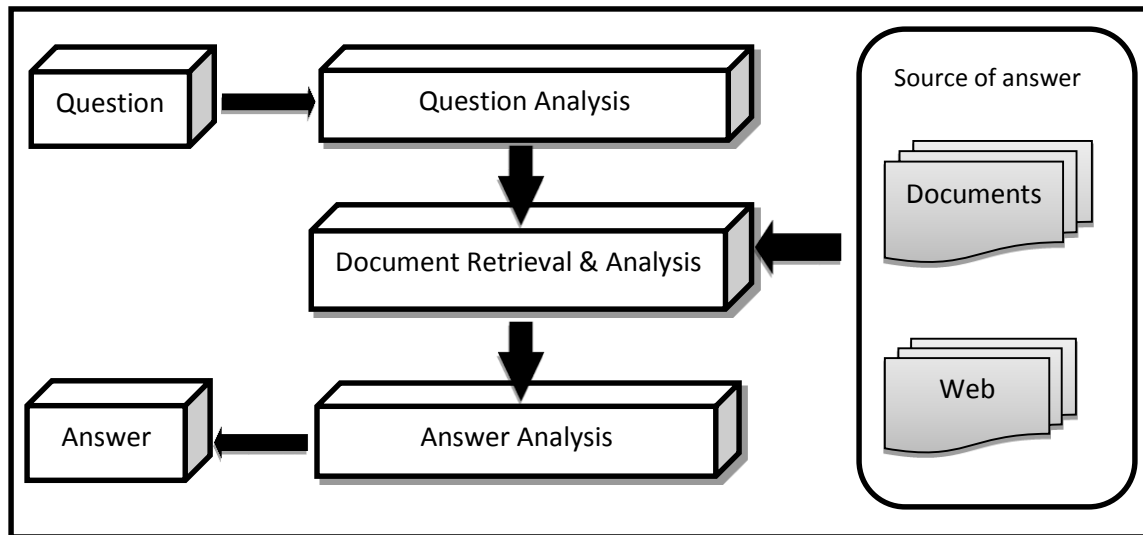 Question
Question Analysis
Source of answer
Documents
Document Retrieval & Analysis
Web
Answer
Answer Analysis